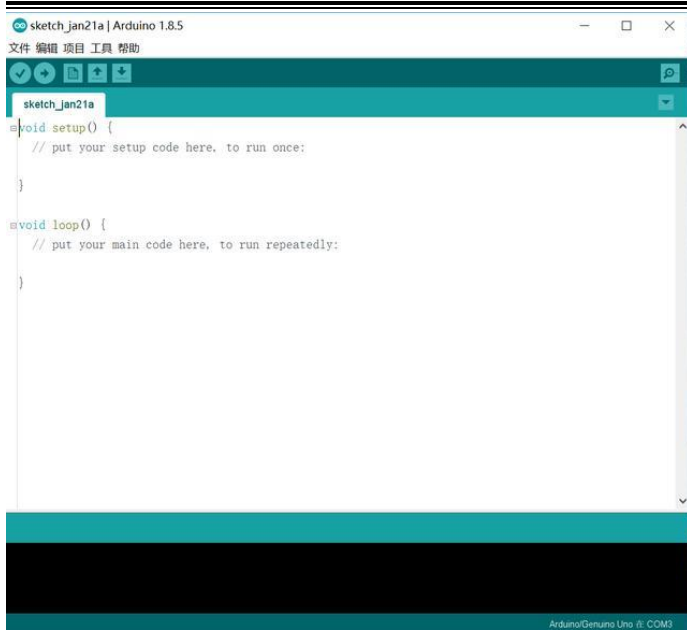 sketch_jan21a | Arduino 1.8.5
文件 编辑 项目 工具 帮助
sketch_jan21a
void setup() {
// put your setup code here, to run once:
}
void loop() {
// put your main code here, to run repeatedly:
}
Arduino/Genuino Uno 在 COM3